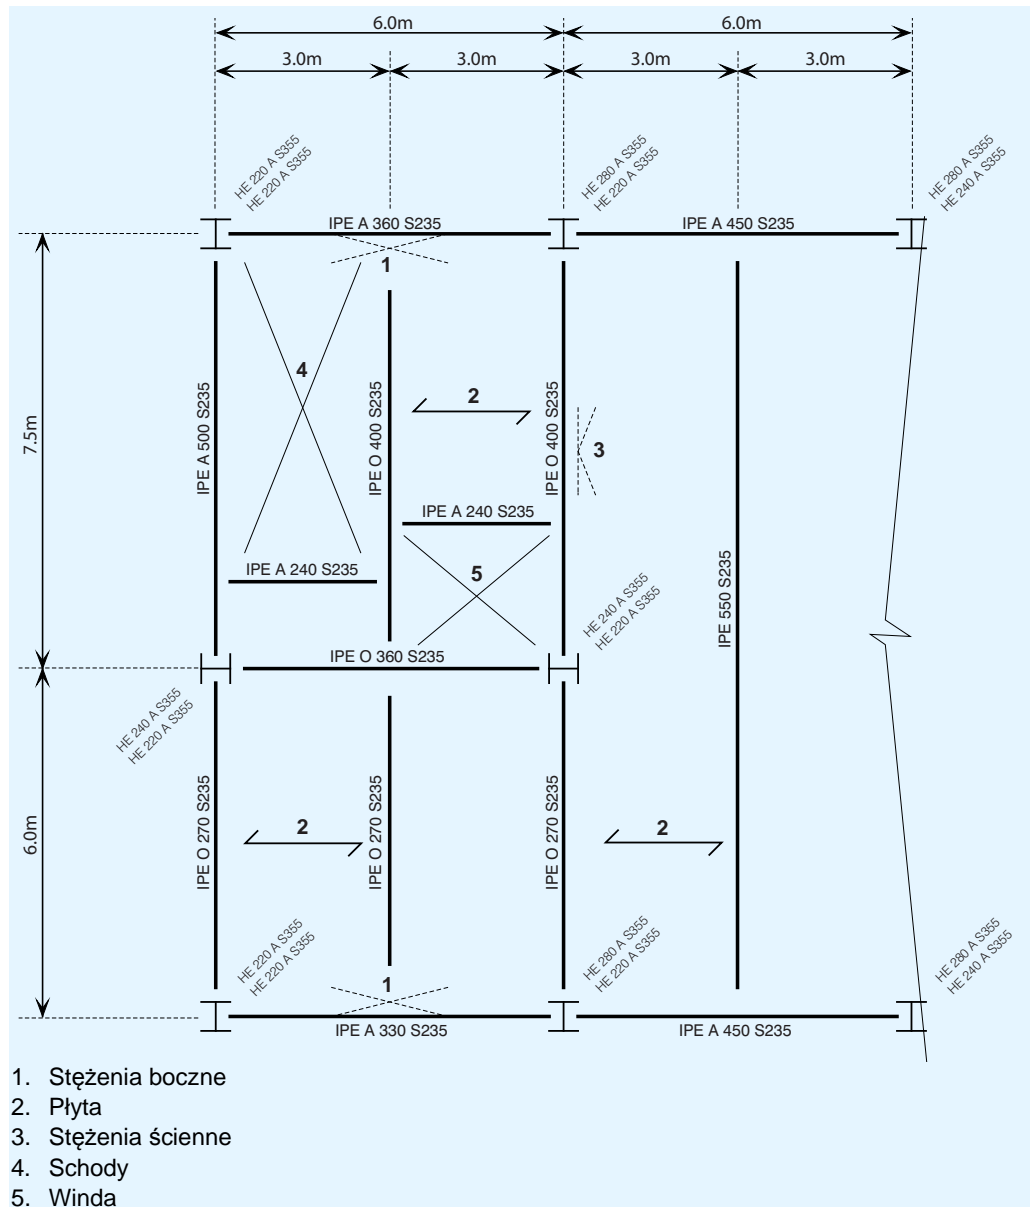 6.0m
6.0m
3.0m
3.0m
3.0m
3.0m
HE 220 A S355
HE 220 A S355
HE 280 A S355
HE 220 A S355
HE 280 A S355
HE 240 A S355
IPE A 360 S235
IPE A 450 S235
1
7.5m
IPE A 500 S235
4
IPE O 400 S235
2
IPE O 400 S235
3
IPE A 240 S235
IPE A 240 S235
5
HE 240 A S355
HE 220 A S355
IPE 550 S235
IPE O 360 S235
HE 240 A S355
HE 220 A S355
6.0m
IPE O 270 S235
2
IPE O 270 S235
IPE O 270 S235
2
HE 220 A S355
HE 220 A S355
HE 280 A S355
HE 220 A S355
HE 280 A S355
HE 240 A S355
1
IPE A 330 S235
IPE A 450 S235
1. Stężenia boczne
2. Płyta
3. Stężenia ścienne
4. Schody
5. Winda